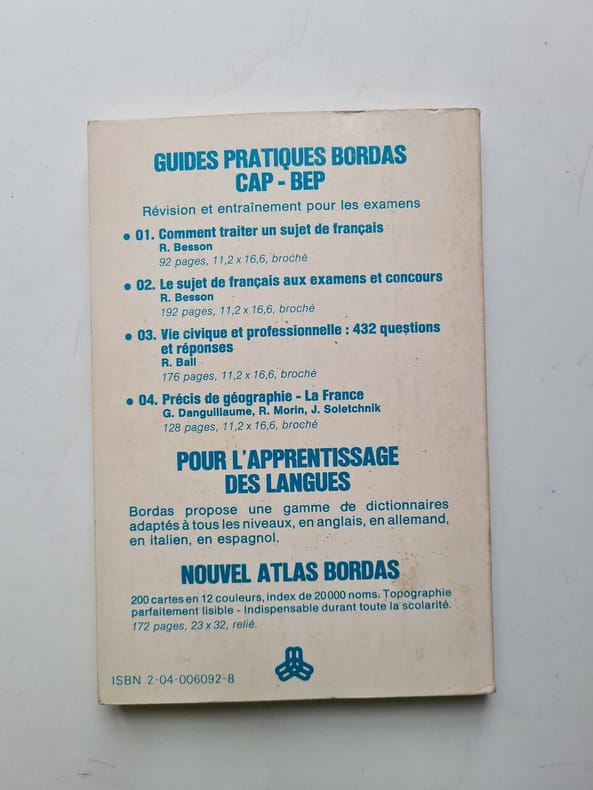 GUIDES PRATIQUES BORDAS
CAP - BEP
Révision et entraînement pour les examens
• 01. Comment traiter un sujet de français
R. Besson
92 pages, 11,2 x 16,6, broché
• 02. Le sujet de français aux examens et concours
R. Besson
192 pages, 11,2 x 16,6, broché
• 03. Vie civique et professionnelle : 432 questions
et réponses
R. Ball
176 pages, 11,2 x 16,6, broché
• 04. Précis de géographie - La France
G. Danguillaume, R. Morin, J. Soletchnik
128 pages, 11,2 x 16,6, broché
POUR L'APPRENTISSAGE
DES LANGUES
Bordas propose une gamme de dictionnaires
adaptés à tous les niveaux, en anglais, en allemand,
en italien, en espagnol.
NOUVEL ATLAS BORDAS
200 cartes en 12 couleurs, index de 20 000 noms. Topographie
parfaitement lisible - Indispensable durant toute la scolarité.
172 pages, 23 x 32, relié.
ISBN 2-04-006092-8